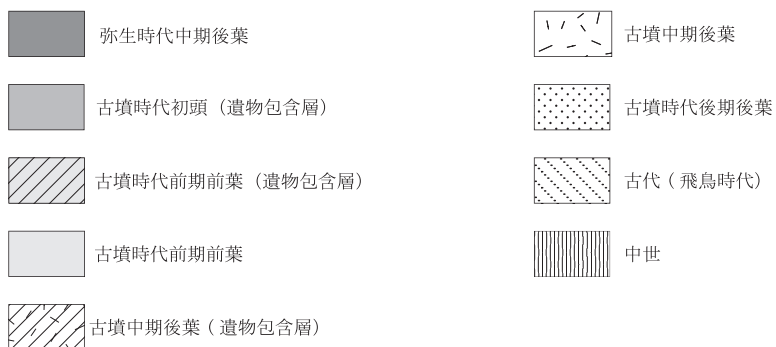 弥生時代中期後葉
古墳時代初頭（遺物包含層）
古墳時代前期前葉（遺物包含層）
古墳時代前期前葉
古墳中期後葉（遺物包含層）
古墳中期後葉
古墳時代後期後葉
古代（飛鳥時代）
中世